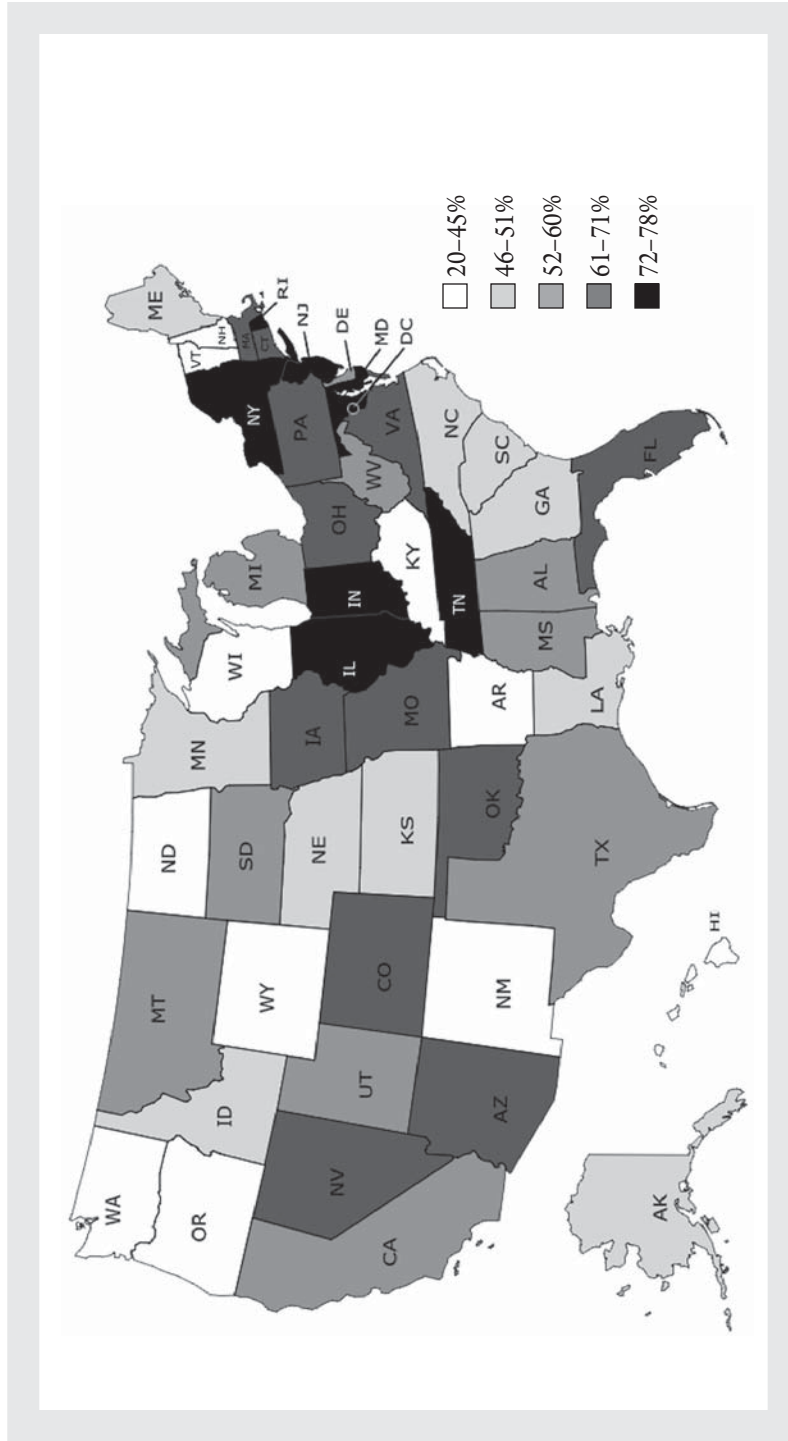 WA
OR
CA
NV
ID
MT
WY
UT
AZ
CO
NM
ND
SD
NE
KS
OK
TX
MN
IA
MO
AR
LA
WI
IL
MI
IN
OH
KY
TN
MS
AL
GA
FL
SC
NC
VA
WV
PA
NY
VT
NH
ME
MA
CT
RI
NJ
DE
MD
DC
AK
HI
20–45%
46–51%
52–60%
61–71%
72–78%